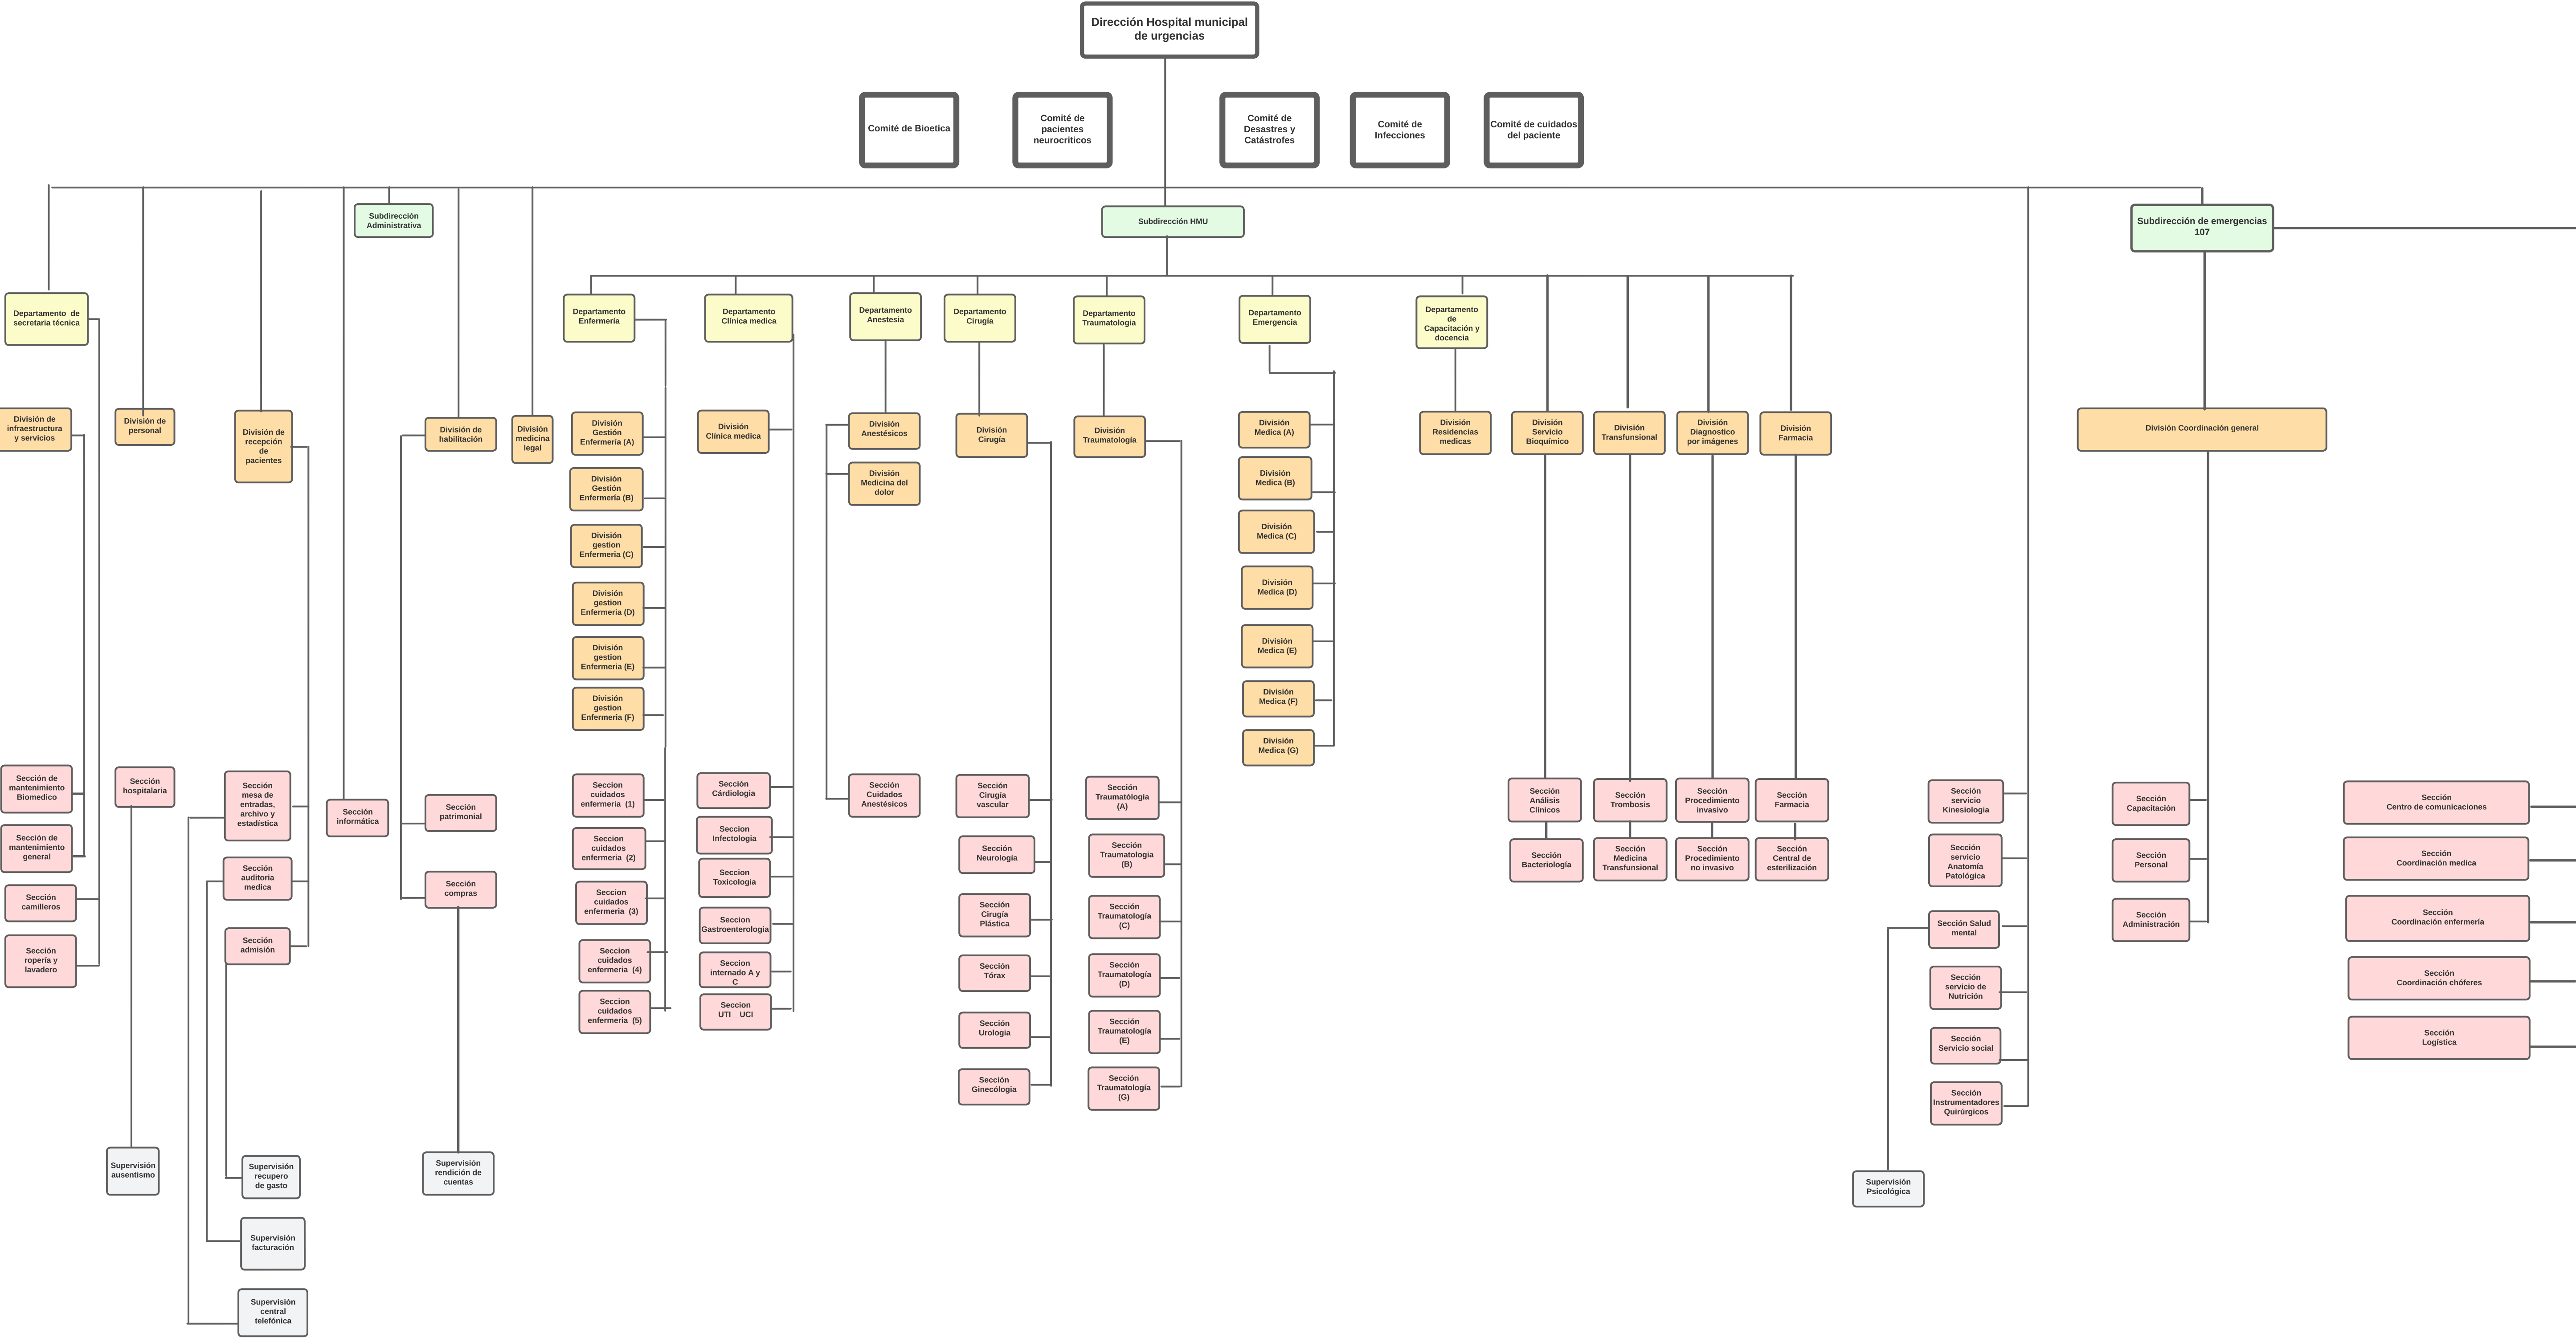 Dirección Hospital municipal
de urgencias
Comité de Bioetica
Comité de
pacientes
neurocriticos
Comité de
Desastres y
Catástrofes
Comité de
Infecciones
Comité de cuidados
del paciente
Subdirección
Administrativa
Subdirección HMU
Subdirección de emergencias
107
Departamento de
secretaria técnica
Departamento
Enfermería
Departamento
Clínica medica
Departamento
Anestesia
Departamento
Cirugía
Departamento
Traumatologia
Departamento
Emergencia
Departamento
de
Capacitación y
docencia
División de
infraestructura
y servicios
División de
personal
División de
recepción
de
pacientes
División de
habilitación
División
medicina
legal
División
Gestión
Enfermería (A)
División
Clinica medica
División
Anestésicos
División
Cirugía
División
Traumatología
División
Medica (A)
División
Residencias
medicas
División
Servicio
Bioquímico
División
Transfunsional
División
Diagnostico
por imágenes
División
Farmacia
División Coordinación general
División
Gestión
Enfermería (B)
División
Medicina del
dolor
División
Medica (B)
División
gestion
Enfermeria (C)
División
Medica (C)
División
gestion
Enfermeria (D)
División
Medica (D)
División
gestion
Enfermeria (E)
División
Medica (E)
División
gestion
Enfermeria (F)
División
Medica (F)
División
Medica (G)
Sección de
mantenimiento
Biomedico
Sección
hospitalaria
Sección
mesa de
entradas,
archivo y
estadística
Sección
informática
Sección
patrimonial
Seccion
cuidados
enfermeria (1)
Sección
Cárdiologia
Sección
Cuidados
Anestésicos
Sección
Cirugía
vascular
Sección
Traumatóloga
(A)
Sección
Análisis
Clínicos
Sección
Trombosis
Sección
Procedimiento
invasivo
Sección
Farmacia
Sección
servicio
Kinesiologia
Sección
Capacitación
Sección
Centro de comunicaciones
Sección de
mantenimiento
general
Sección
auditoria
medica
Sección
compras
Seccion
cuidados
enfermeria (2)
Seccion
Infectologia
Sección
Neurología
Sección
Traumatologia
(B)
Sección
Bacteriología
Sección
Medicina
Transfunsional
Sección
Procedimiento
no invasivo
Sección
Central de
esterilización
Sección
servicio
Anatomía
Patológica
Sección
Personal
Sección
Coordinación medica
Sección
camilleros
Seccion
cuidados
enfermeria (3)
Seccion
Toxicologia
Sección
Cirugía
Plástica
Sección
Traumatología
(C)
Sección Salud
mental
Sección
Administración
Sección
Coordinación enfermería
Sección
ropería y
lavadero
Sección
admisión
Seccion
cuidados
enfermeria (4)
Seccion
Gastroenterologia
Seccion
internado A y
C
Sección
Tórax
Sección
Traumatología
(D)
Sección
servicio de
Nutrición
Sección
Coordinación chóferes
Seccion
cuidados
enfermeria (5)
Seccion
UTI _ UCI
Sección
Urologia
Sección
Traumatología
(E)
Sección
Servicio social
Sección
Logística
Sección
Ginecólogia
Sección
Traumatología
(G)
Sección
Instrumentadores
Quirúrgicos
Supervisión
ausentismo
Supervisión
recupero
de gasto
Supervisión
rendición de
cuentas
Supervisión
Psicológica
Supervisión
facturación
Supervisión
central
telefónica